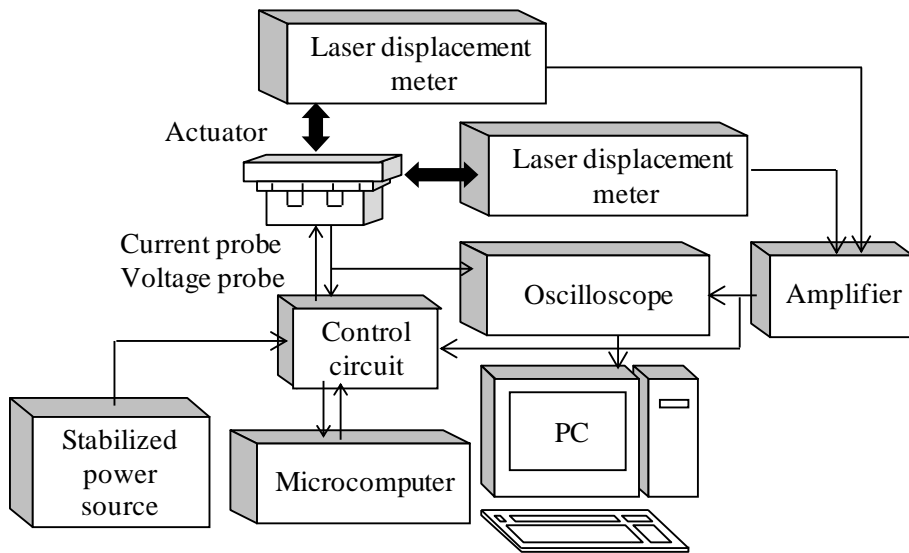 Laser displacement
meter
Actuator
Laser displacement
meter
Current probe
Voltage probe
Oscilloscope
Amplifier
Control
circuit
PC
Stabilized
power
source
Microcomputer